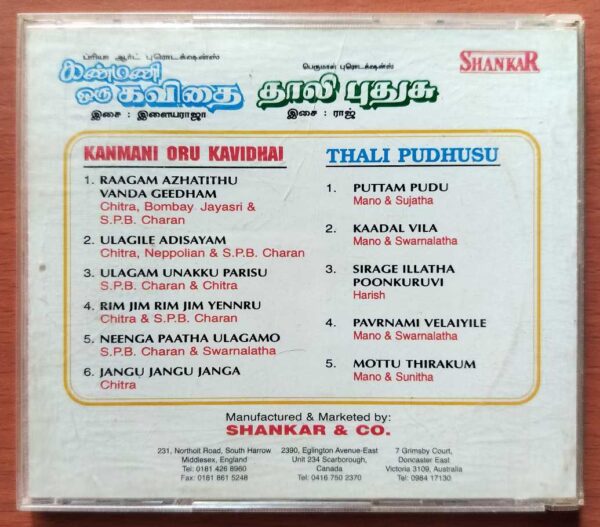 ப்ரியா ஆர்ட் புரொடக்ஷன்ஸ்
கண்மணி
ஒரு கவிதை
இசை : இளையராஜா
பெருமாள் புரொடக்ஷன்ஸ்
தாலி புதுசு
இசை : ராஜ்
SHANKAR
KANMANI ORU KAVIDHAI
1. RAAGAM AZHATITHU
VANDA GEEDHAM
Chitra, Bombay Jayasri &
S.P.B. Charan
2. ULAGILE ADISAYAM
Chitra, Neppolian & S.P.B. Charan
3. ULAGAM UNAKKU PARISU
S.P.B. Charan & Chitra
4. RIM JIM RIM JIM YENNRU
Chitra & S.P.B. Charan
5. NEENGA PAATHA ULAGAMO
S.P.B. Charan & Swarnalatha
6. JANGU JANGU JANGA
Chitra
THALI PUDHUSU
1. PUTTAM PUDU
Mano & Sujatha
2. KAADAL VILA
Mano & Swarnalatha
3. SIRAGE ILLATHA
POONKURUVI
Harish
4. PAVRNAMI VELAIYILE
Mano & Swarnalatha
5. MOTTU THIRAKUM
Mano & Sunitha
Manufactured & Marketed by:
SHANKAR & CO.
231, Northolt Road, South Harrow
Middlesex, England
Tel: 0181 426 8960
Fax: 0181 861 5248
2390, Eglington Avenue-East
Unit 234 Scarborough,
Canada
Tel: 0416 750 2370
7 Grimsby Court,
Doncaster East
Victoria 3109, Australia
Tel: 0984 17130